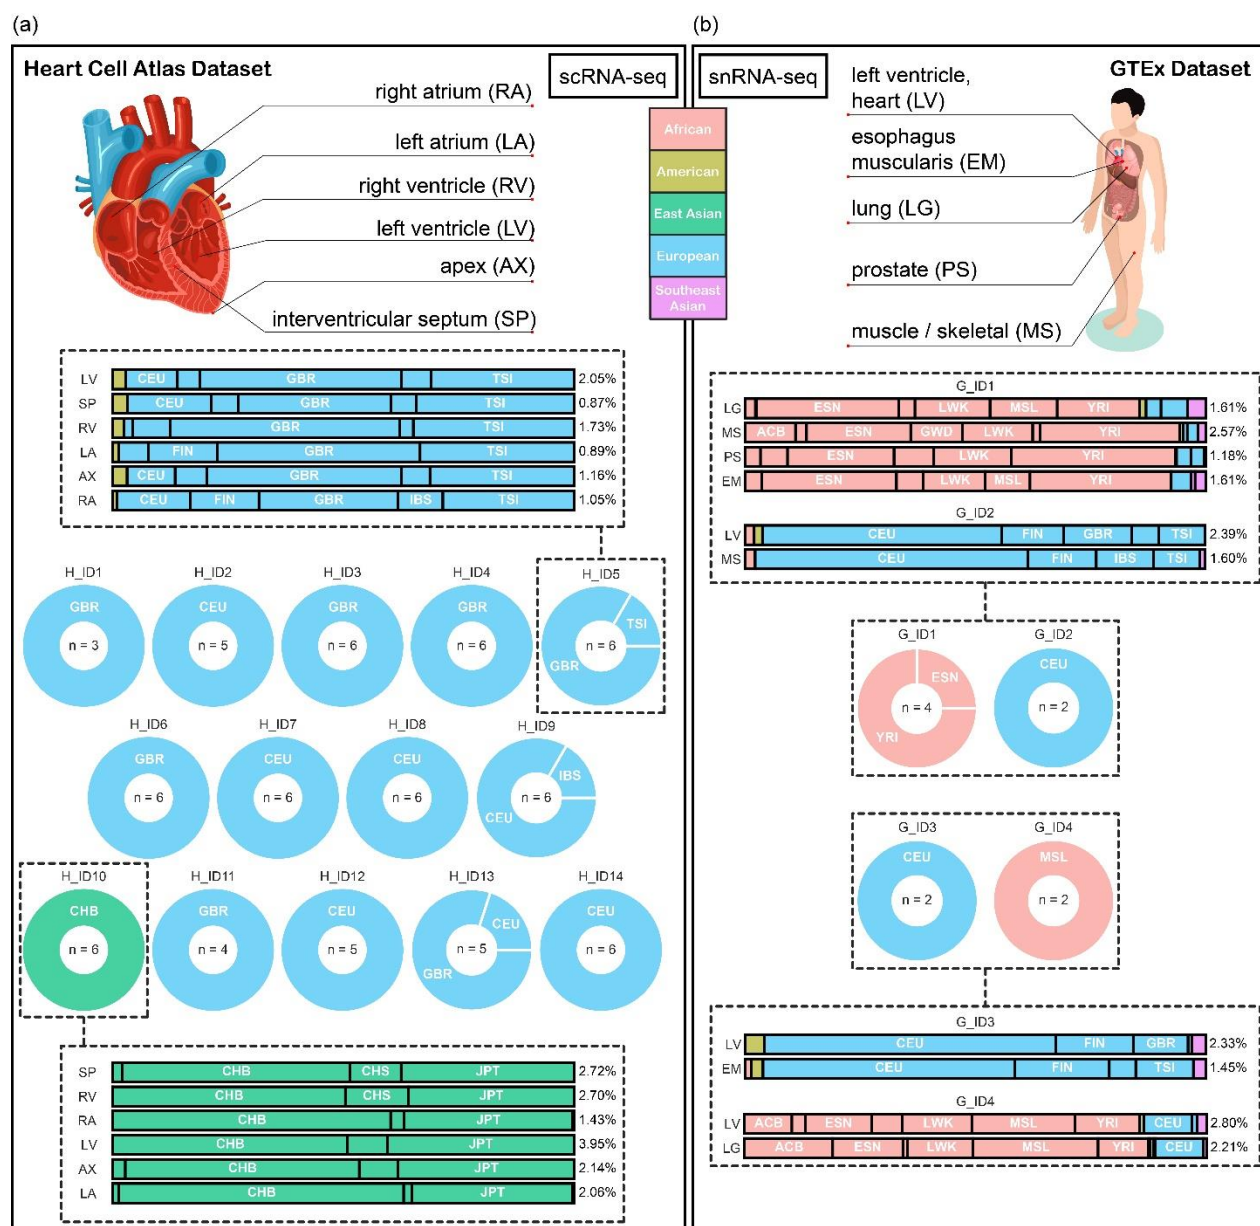 (a)
(b)
Heart Cell Atlas Dataset
scRNA-seq
snRNA-seq
GTEx Dataset
right atrium (RA)
left atrium (LA)
right ventricle (RV)
left ventricle (LV)
apex (AX)
interventricular septum (SP)
African
American
East Asian
European
Southeast
Asian
left ventricle,
heart (LV)
esophagus
muscularis (EM)
lung (LG)
prostate (PS)
muscle / skeletal (MS)
LV CEU GBR TSI 2.05%
SP CEU GBR TSI 0.87%
RV GBR TSI 1.73%
LA FIN GBR TSI 0.89%
AX CEU GBR TSI 1.16%
RA CEU FIN GBR IBS TSI 1.05%
H_ID1 H_ID2 H_ID3 H_ID4 H_ID5
GBR CEU GBR GBR TSI
n = 3 n = 5 n = 6 n = 6 n = 6
GBR
H_ID6 H_ID7 H_ID8 H_ID9
GBR CEU CEU IBS
n = 6 n = 6 n = 6 n = 6
CEU
H_ID10 H_ID11 H_ID12 H_ID13 H_ID14
CHB GBR CEU CEU CEU
n = 6 n = 4 n = 5 n = 5 n = 6
GBR
SP CHB CHS JPT 2.72%
RV CHB CHS JPT 2.70%
RA CHB JPT 1.43%
LV CHB JPT 3.95%
AX CHB JPT 2.14%
LA CHB JPT 2.06%
G_ID1
LG ESN LWK MSL YRI 1.61%
MS ACB ESN GWD LWK YRI 2.57%
PS ESN LWK YRI 1.18%
EM ESN LWK MSL YRI 1.61%
G_ID2
LV CEU FIN GBR TSI 2.39%
MS CEU FIN IBS TSI 1.60%
G_ID1 G_ID2
ESN CEU
n = 4 n = 2
YRI
G_ID3 G_ID4
CEU MSL
n = 2 n = 2
G_ID3
LV CEU FIN GBR 2.33%
EM CEU FIN TSI 1.45%
G_ID4
LV ACB ESN LWK MSL YRI CEU 2.80%
LG ACB ESN LWK MSL YRI CEU 2.21%